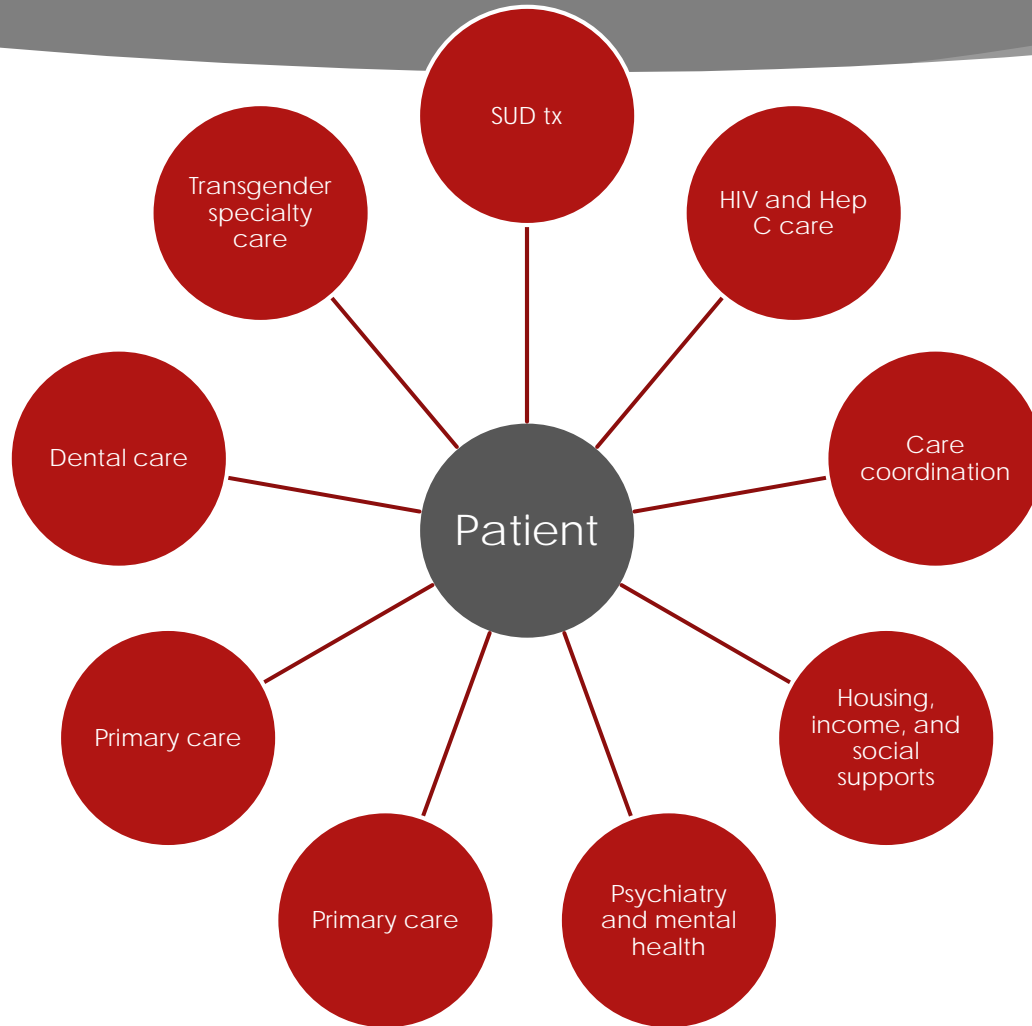 SUD tx
HIV and Hep
C care
Care
coordination
Housing,
income, and
social
supports
Psychiatry
and mental
health
Primary care
Primary care
Dental care
Transgender
specialty
care
Patient